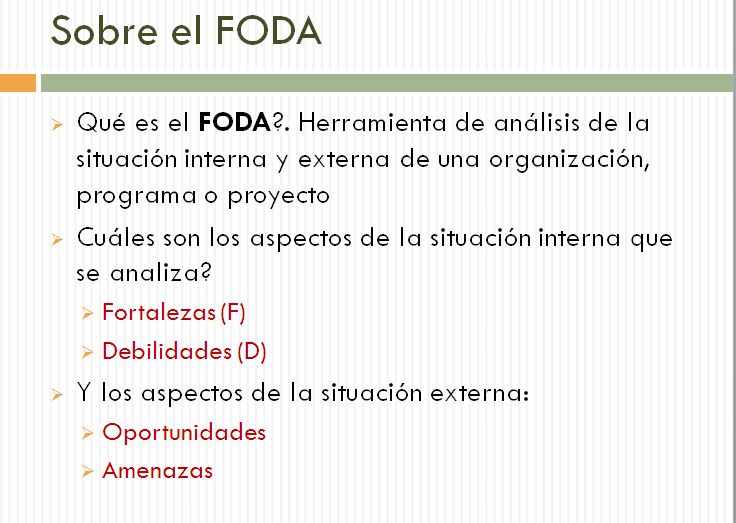 Sobre el FODA
Qué es el FODA?. Herramienta de análisis de la
situación interna y externa de una organización,
programa o proyecto
Cuáles son los aspectos de la situación interna que
se analiza?
Fortalezas (F)
Debilidades (D)
Y los aspectos de la situación externa:
Oportunidades
Amenazas